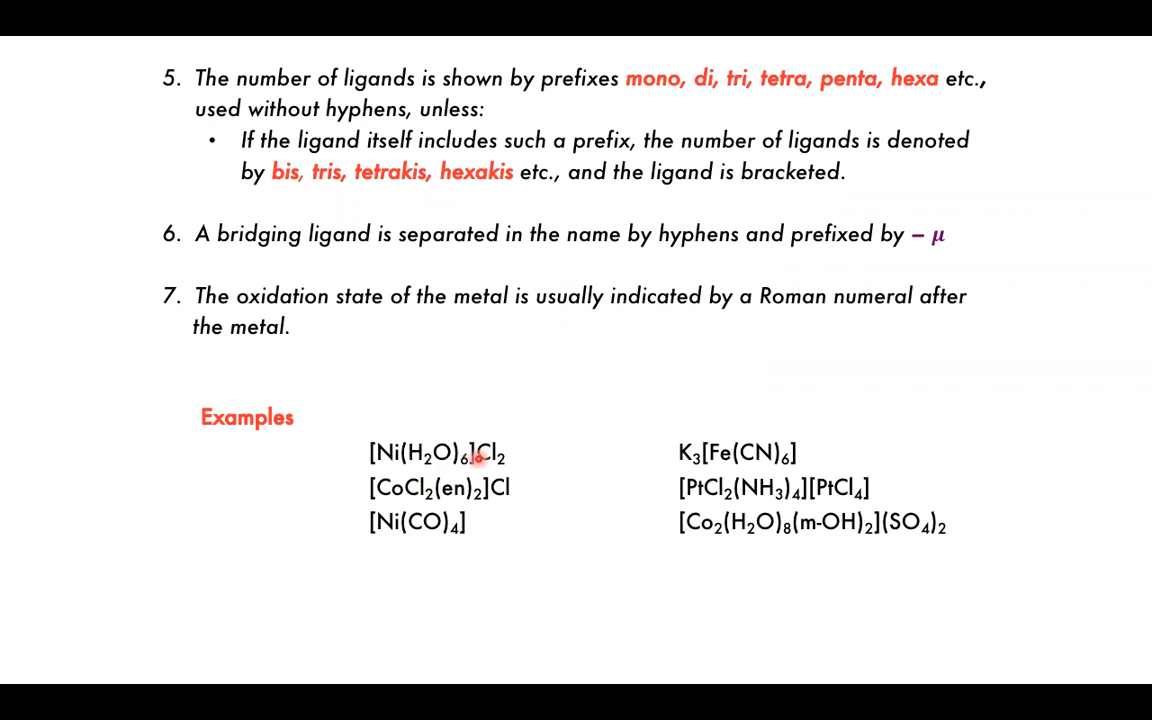 5. The number of ligands is shown by prefixes mono, di, tri, tetra, penta, hexa etc.,
used without hyphens, unless:
• If the ligand itself includes such a prefix, the number of ligands is denoted
by bis, tris, tetrakis, hexakis etc., and the ligand is bracketed.
6. A bridging ligand is separated in the name by hyphens and prefixed by – μ
7. The oxidation state of the metal is usually indicated by a Roman numeral after
the metal.
Examples
[Ni(H₂O)₆]Cl₂
[CoCl₂(en)₂]Cl
[Ni(CO)₄]
K₃[Fe(CN)₆]
[PtCl₂(NH₃)₄][PtCl₄]
[Co₂(H₂O)₈(m-OH)₂](SO₄)₂